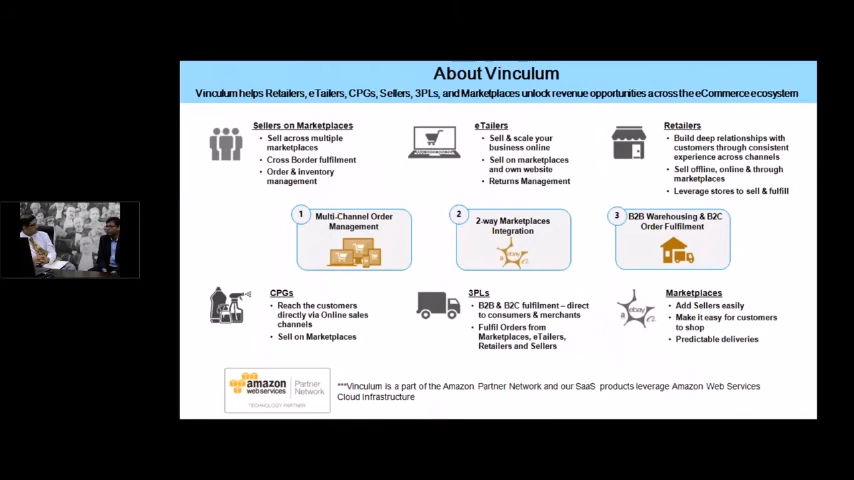 About Vinculum
Vinculum helps Retailers, eTailers, CPGs, Sellers, 3PLs, and Marketplaces unlock revenue opportunities across the eCommerce ecosystem
Sellers on Marketplaces
• Sell across multiple
marketplaces
• Cross Border fulfilment
• Order & inventory
management
eTailers
• Sell & scale your
business online
• Sell on marketplaces
and own website
• Returns Management
Retailers
• Build deep relationships with
customers through consistent
experience across channels
• Sell offline, online & through
marketplaces
• Leverage stores to sell & fulfill
1
Multi-Channel Order
Management
2
2-way Marketplaces
Integration
ebay
3
B2B Warehousing & B2C
Order Fulfilment
CPGs
• Reach the customers
directly via Online sales
channels
• Sell on Marketplaces
3PLs
• B2B & B2C fulfilment – direct
to consumers & merchants
• Fulfil Orders from
Marketplaces, eTailers,
Retailers and Sellers
a ebay
Marketplaces
• Add Sellers easily
• Make it easy for customers
to shop
• Predictable deliveries
amazon
web services
Partner
Network
TECHNOLOGY PARTNER
***Vinculum is a part of the Amazon Partner Network and our SaaS products leverage Amazon Web Services
Cloud Infrastructure